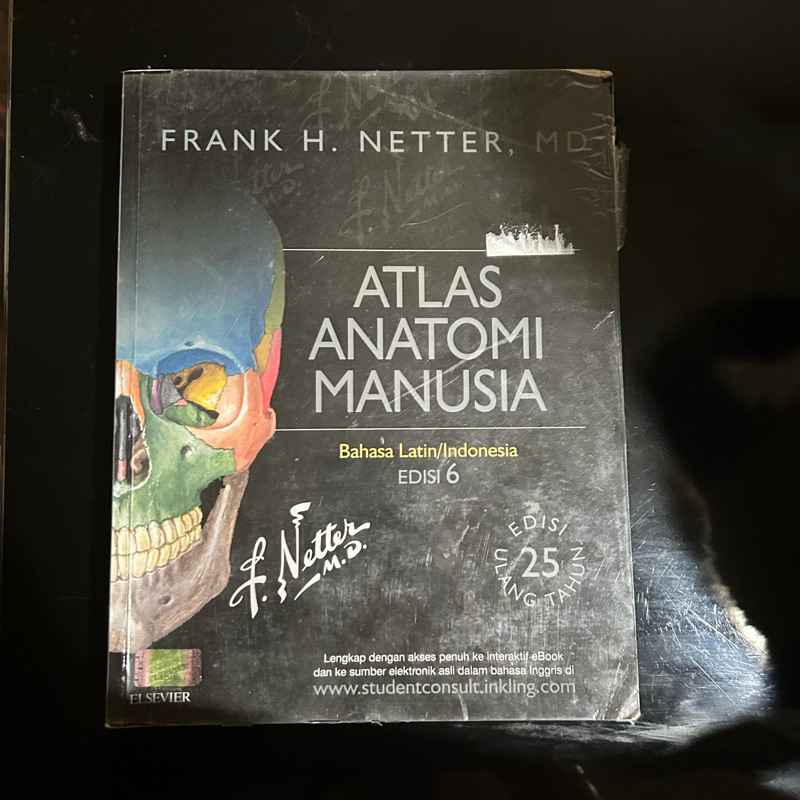 FRANK H. NETTER, MD
ATLAS
ANATOMI
MANUSIA
Bahasa Latin/Indonesia
EDISI 6
F. Netter
M.D.
EDISI
25
ULANG TAHUN
Lengkap dengan akses penuh ke interaktif eBook
dan ke sumber elektronik asli dalam bahasa Inggris di
www.studentconsult.inkling.com
ELSEVIER